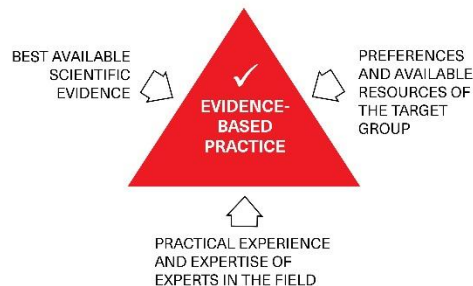 BEST AVAILABLE
SCIENTIFIC
EVIDENCE
✓
EVIDENCE-
BASED
PRACTICE
PREFERENCES
AND AVAILABLE
RESOURCES OF
THE TARGET
GROUP
PRACTICAL EXPERIENCE
AND EXPERTISE OF
EXPERTS IN THE FIELD